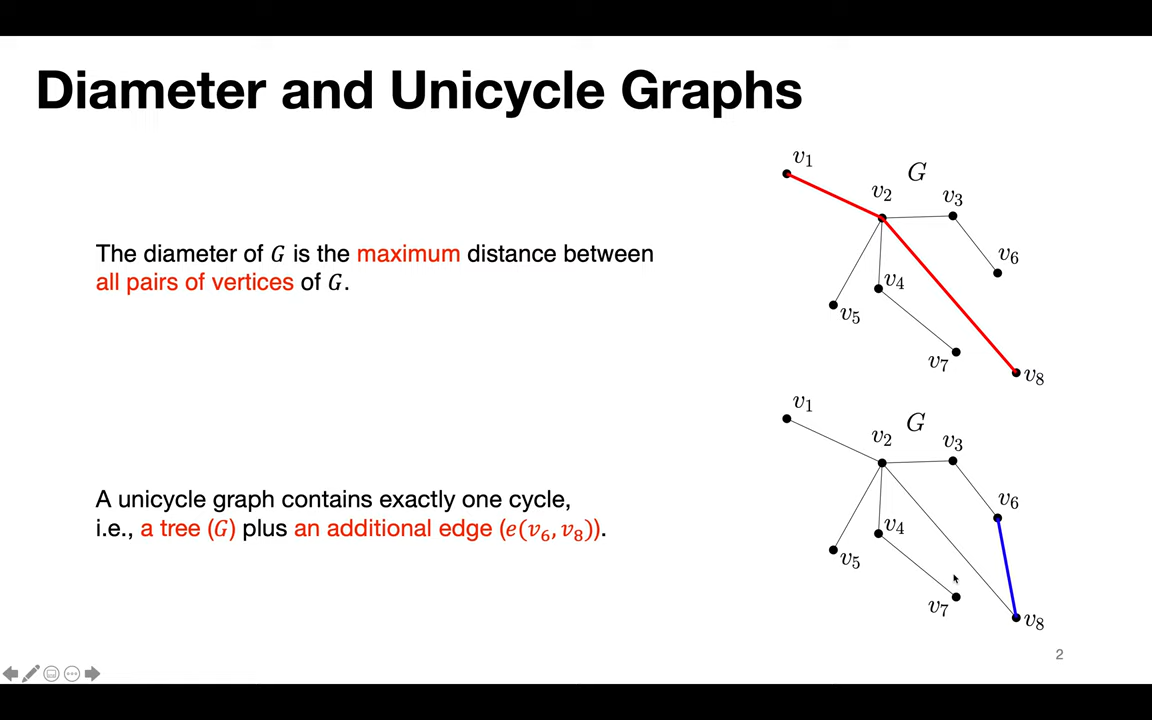 Diameter and Unicycle Graphs
The diameter of G is the maximum distance between
all pairs of vertices of G.
v1
G
v2
v3
v6
v4
v5
v7
v8
A unicycle graph contains exactly one cycle,
i.e., a tree (G) plus an additional edge (e(v6, v8)).
v1
G
v2
v3
v6
v4
v5
v7
v8
2